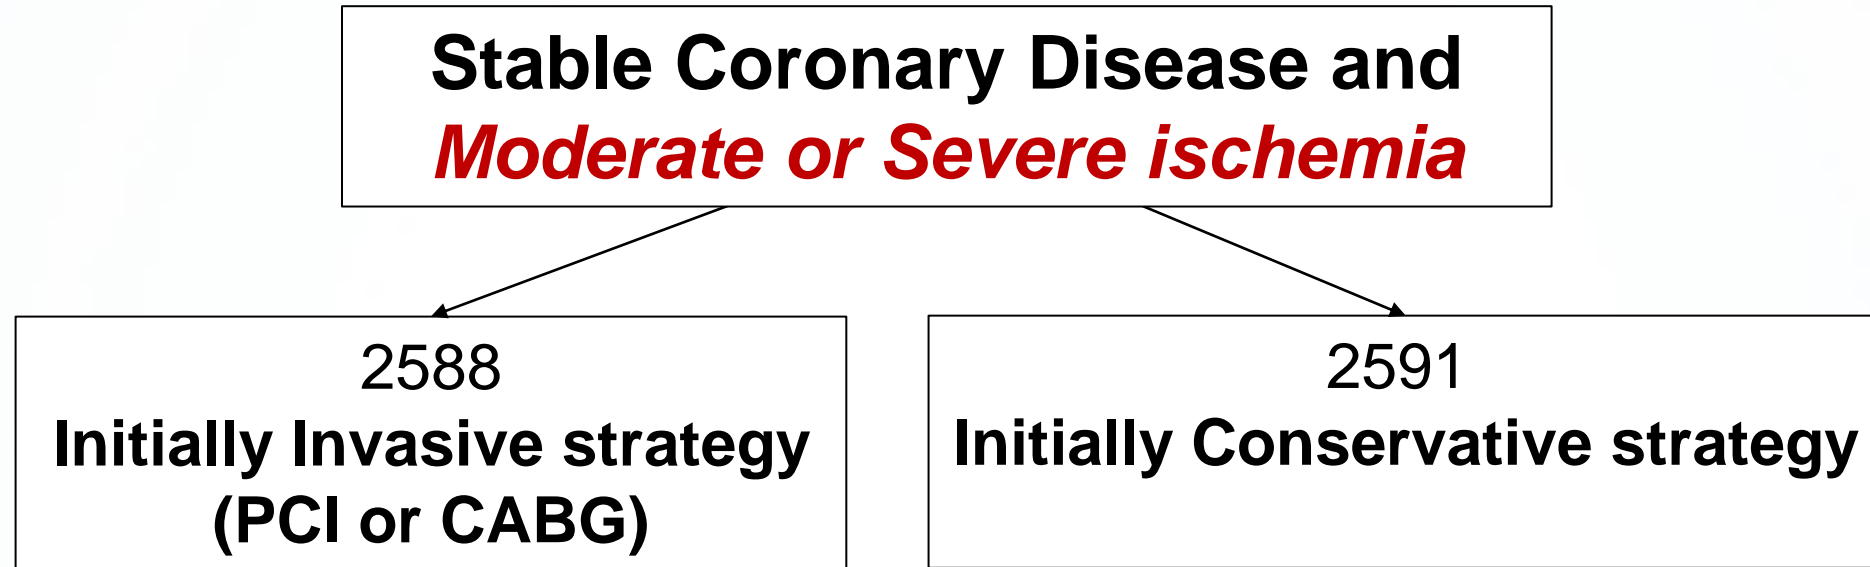 Stable Coronary Disease and
Moderate or Severe ischemia
2588
Initially Invasive strategy
(PCI or CABG)
2591
Initially Conservative strategy